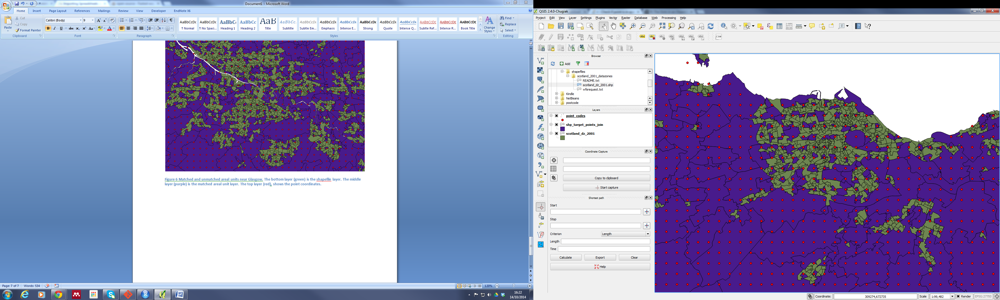 Document1 - Microsoft Word
Home Insert Page Layout References Mailings Review View Developer EndNote X6
Paste
Cut
Copy
Format Painter
Clipboard
Calibri (Body) 9
Font
Paragraph
AaBbCcDc AaBbCcDc AaBbC AaBbCc AaB AaBbCc. AaBbCcDc AaBbCcDc AaBbCcDc AaBbCcDc AaBbCcDc AaBbCcDc AABBCCDC AABBCCDC AABBCCDC
¶ Normal ¶ No Spaci... Heading 1 Heading 2 Title Subtitle Subtle Em... Emphasis Intense E... Strong Quote Intense Q... Subtle Ref... Intense R... Book Title
Styles
Change Styles
Find
Replace
Select
Editing
Figure 6 Matched and unmatched areal units near Glasgow. The bottom layer (green) is the shapefile layer. The middle
layer (purple) is the matched areal unit layer. The top layer (red), shows the point coordinates.
Page: 7 of 7 Words: 534
120%
16:22
14/10/2014
QGIS 2.4.0-Chugiak
Project Edit View Layer Settings Plugins Vector Raster Database Web Processing Help
CSW
Browser
Add
shapefiles
scotland_2001_datazones
README.txt
scotland_dz_2001.shp
wfsrequest.txt
Kindle
NetBeans
postcode
Layers
point_codes
shp_target_points_join
scotland_dz_2001
Coordinate Capture
Copy to clipboard
Start capture
Shortest path
Start
Stop
Criterion Length
Length
Time
Calculate Export Clear
Help
Coordinate: 309274,672735 Scale 1:99,482 Render EPSG:27700